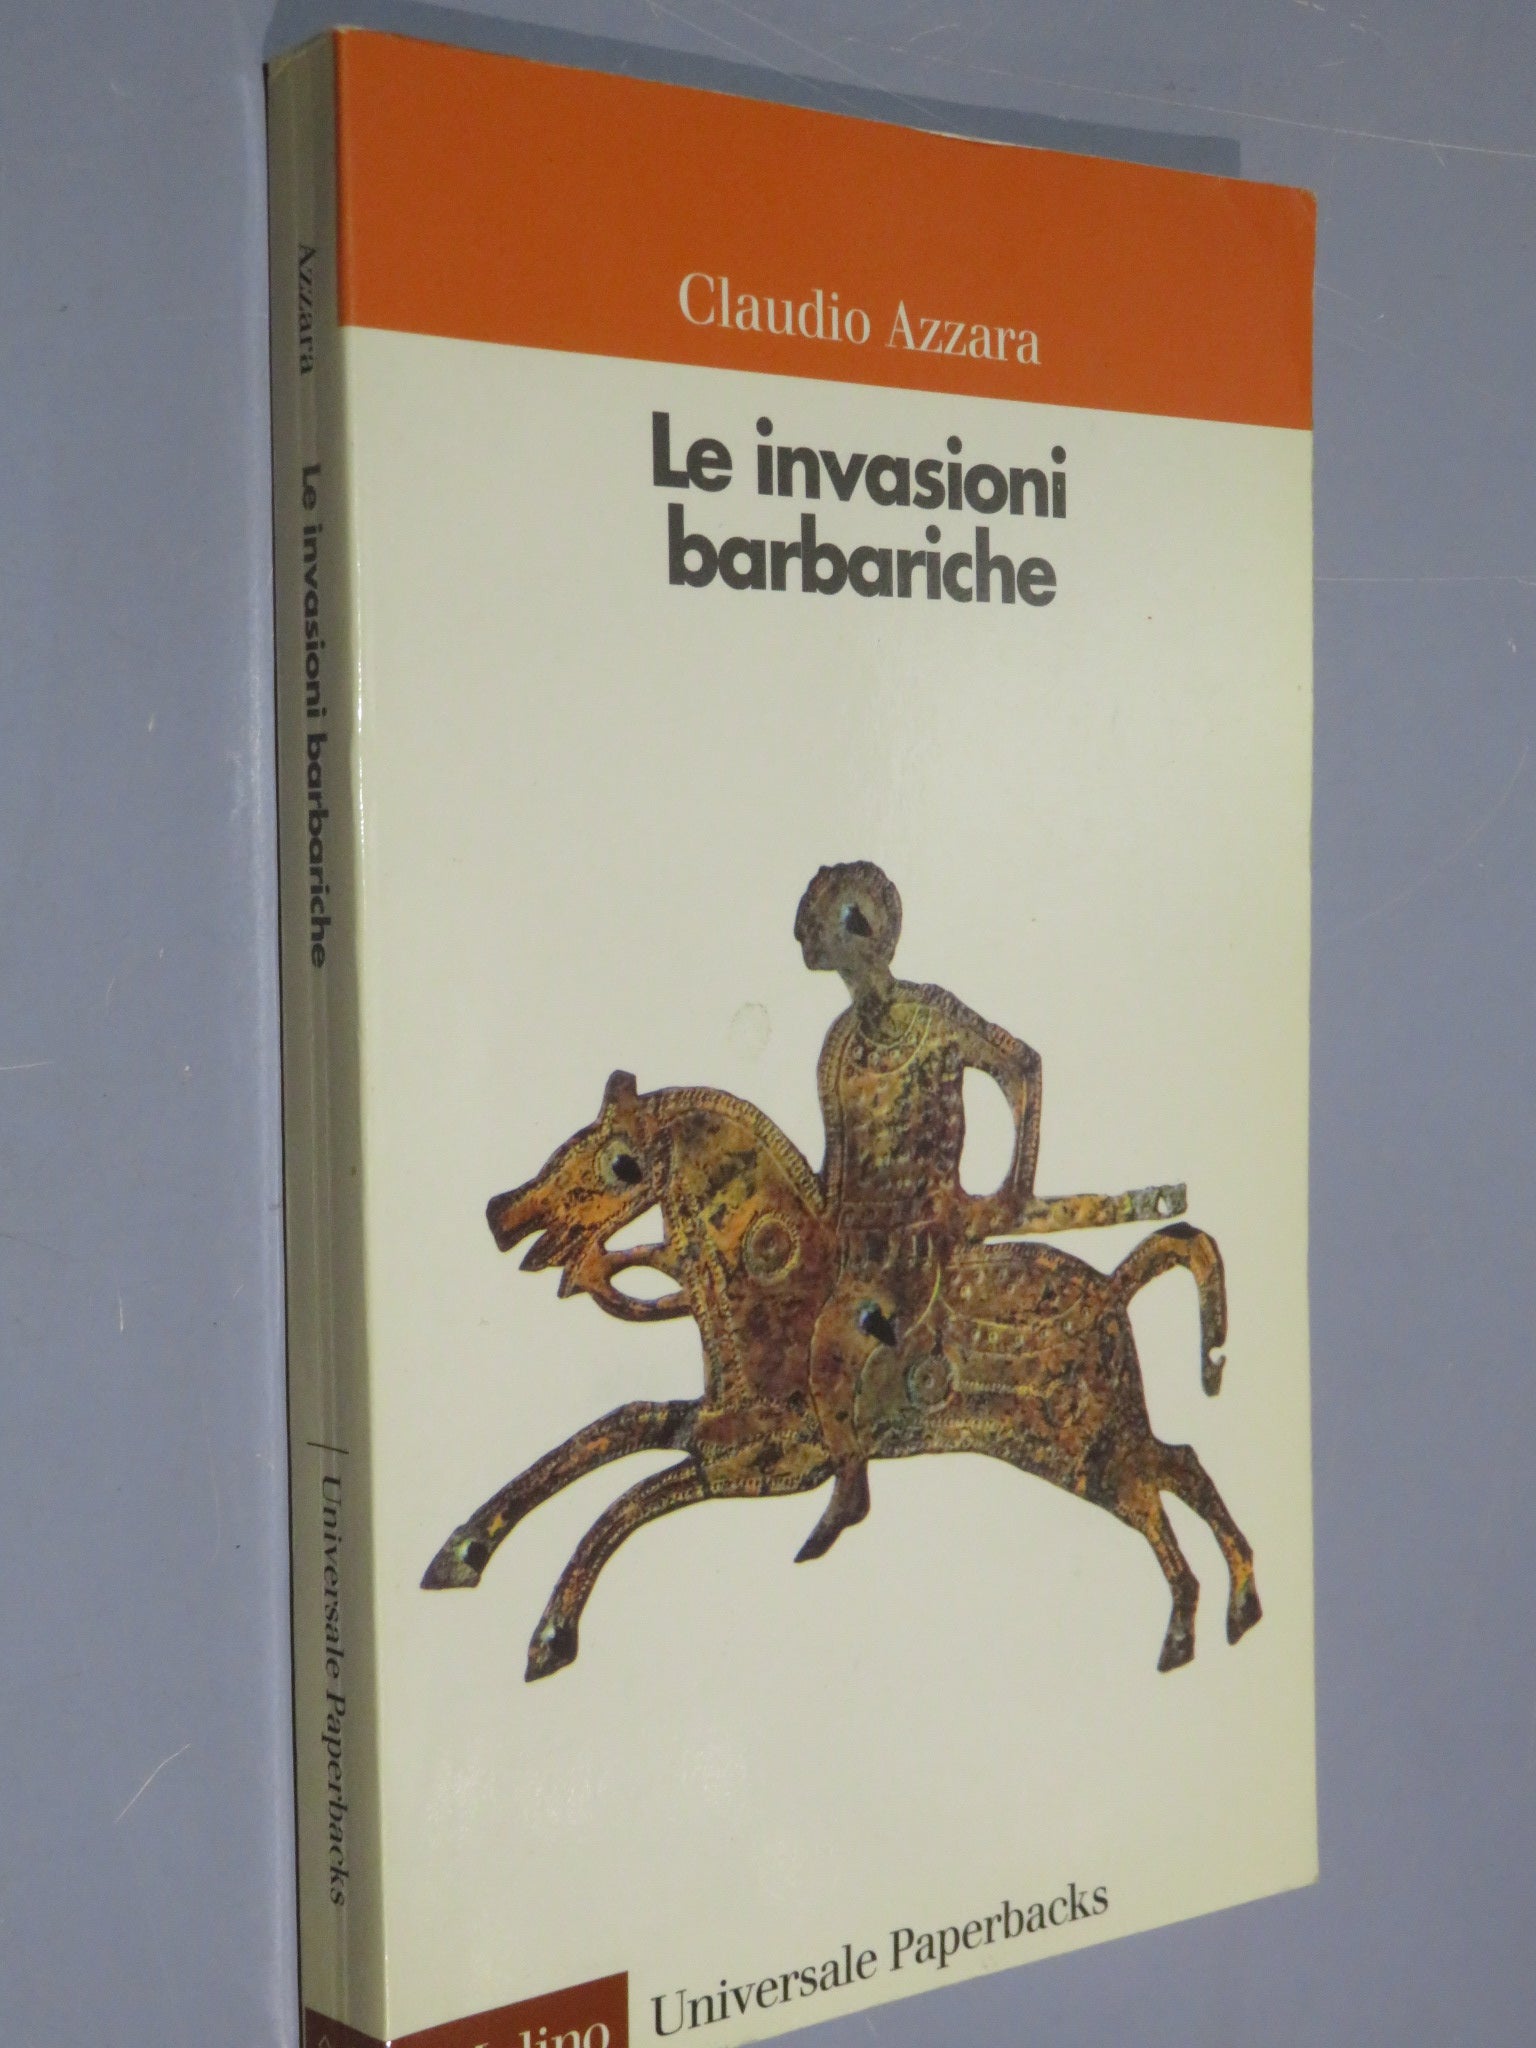 Claudio Azzara
Le invasioni
barbariche
Universale Paperbacks
Azzara Le invasioni barbariche / Universale Paperbacks